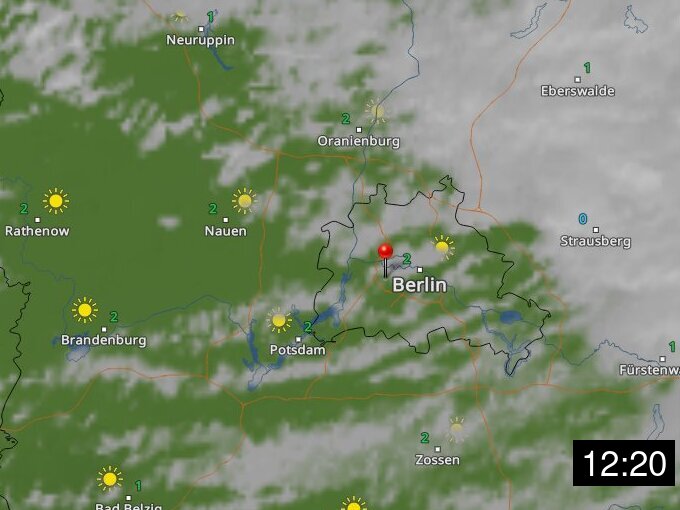 1
Neuruppin
1
Eberswalde
2
Oranienburg
2
Rathenow
2
Nauen
0
Strausberg
2
Berlin
2
Brandenburg
2
Potsdam
1
Fürstenwa
2
Zossen
12:20
1
Bad Belzig